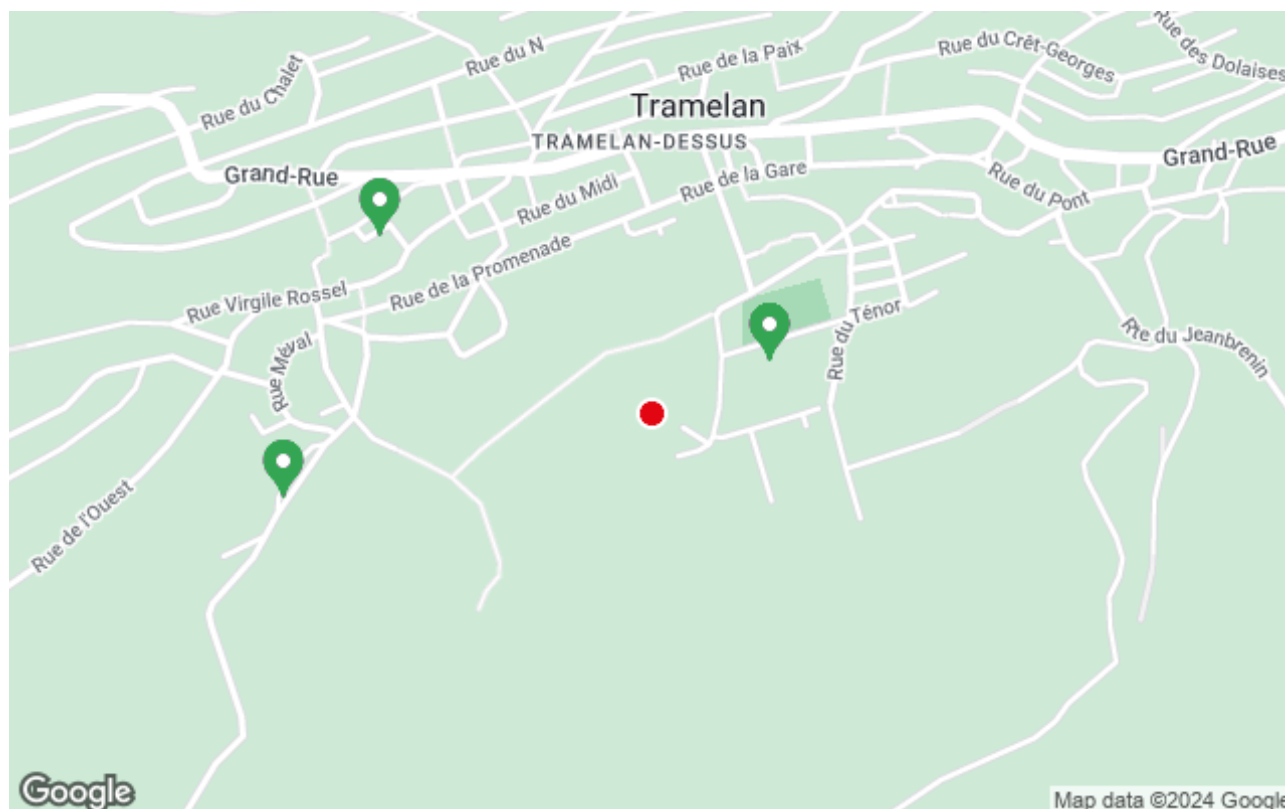 Rue du N
Rue de la Paix
Rue du Crêt-Georges
Rue des Dolaises
Rue du Chalet
Tramelan
TRAMELAN-DESSUS
Grand-Rue
Grand-Rue
Rue du Midi
Rue de la Gare
Rue du Pont
Rue de la Promenade
Rue Virgile Rossel
Rue Méval
Rue du Ténor
Rte du Jeanbrenin
Rue de l'Ouest
Google
Map data ©2024 Google